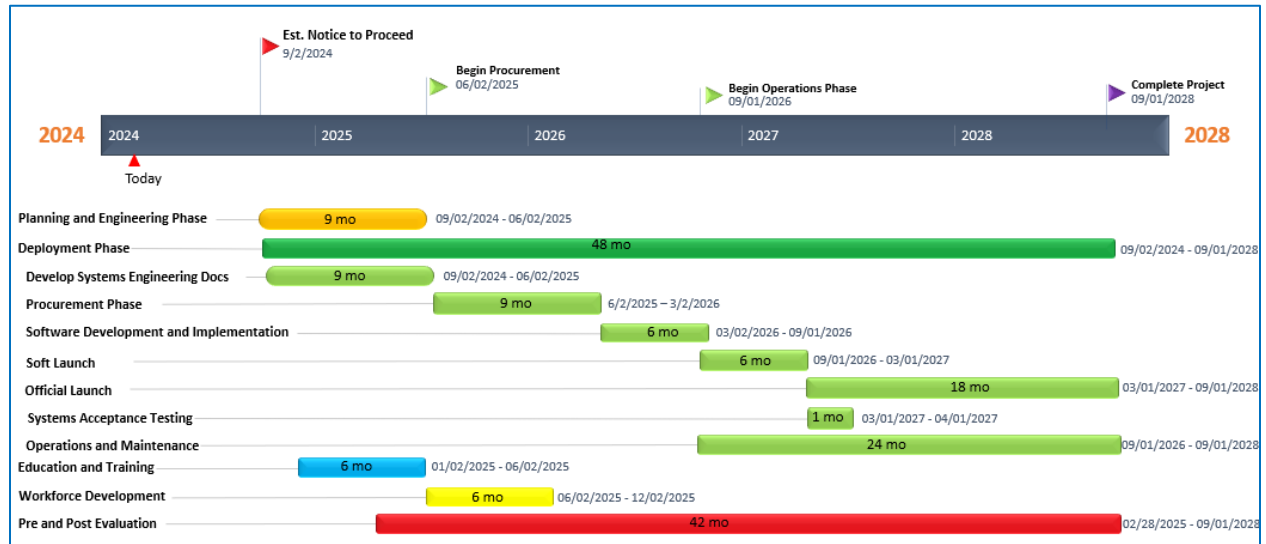 Est. Notice to Proceed
9/2/2024
Begin Procurement
06/02/2025
Begin Operations Phase
09/01/2026
Complete Project
09/01/2028
2024 2024 2025 2026 2027 2028 2028
Today
Planning and Engineering Phase 9 mo 09/02/2024 - 06/02/2025
Deployment Phase 48 mo 09/02/2024 - 09/01/2028
Develop Systems Engineering Docs 9 mo 09/02/2024 - 06/02/2025
Procurement Phase 9 mo 6/2/2025 – 3/2/2026
Software Development and Implementation 6 mo 03/02/2026 - 09/01/2026
Soft Launch 6 mo 09/01/2026 - 03/01/2027
Official Launch 18 mo 03/01/2027 - 09/01/2028
Systems Acceptance Testing 1 mo 03/01/2027 - 04/01/2027
Operations and Maintenance 24 mo 09/01/2026 - 09/01/2028
Education and Training 6 mo 01/02/2025 - 06/02/2025
Workforce Development 6 mo 06/02/2025 - 12/02/2025
Pre and Post Evaluation 42 mo 02/28/2025 - 09/01/2028